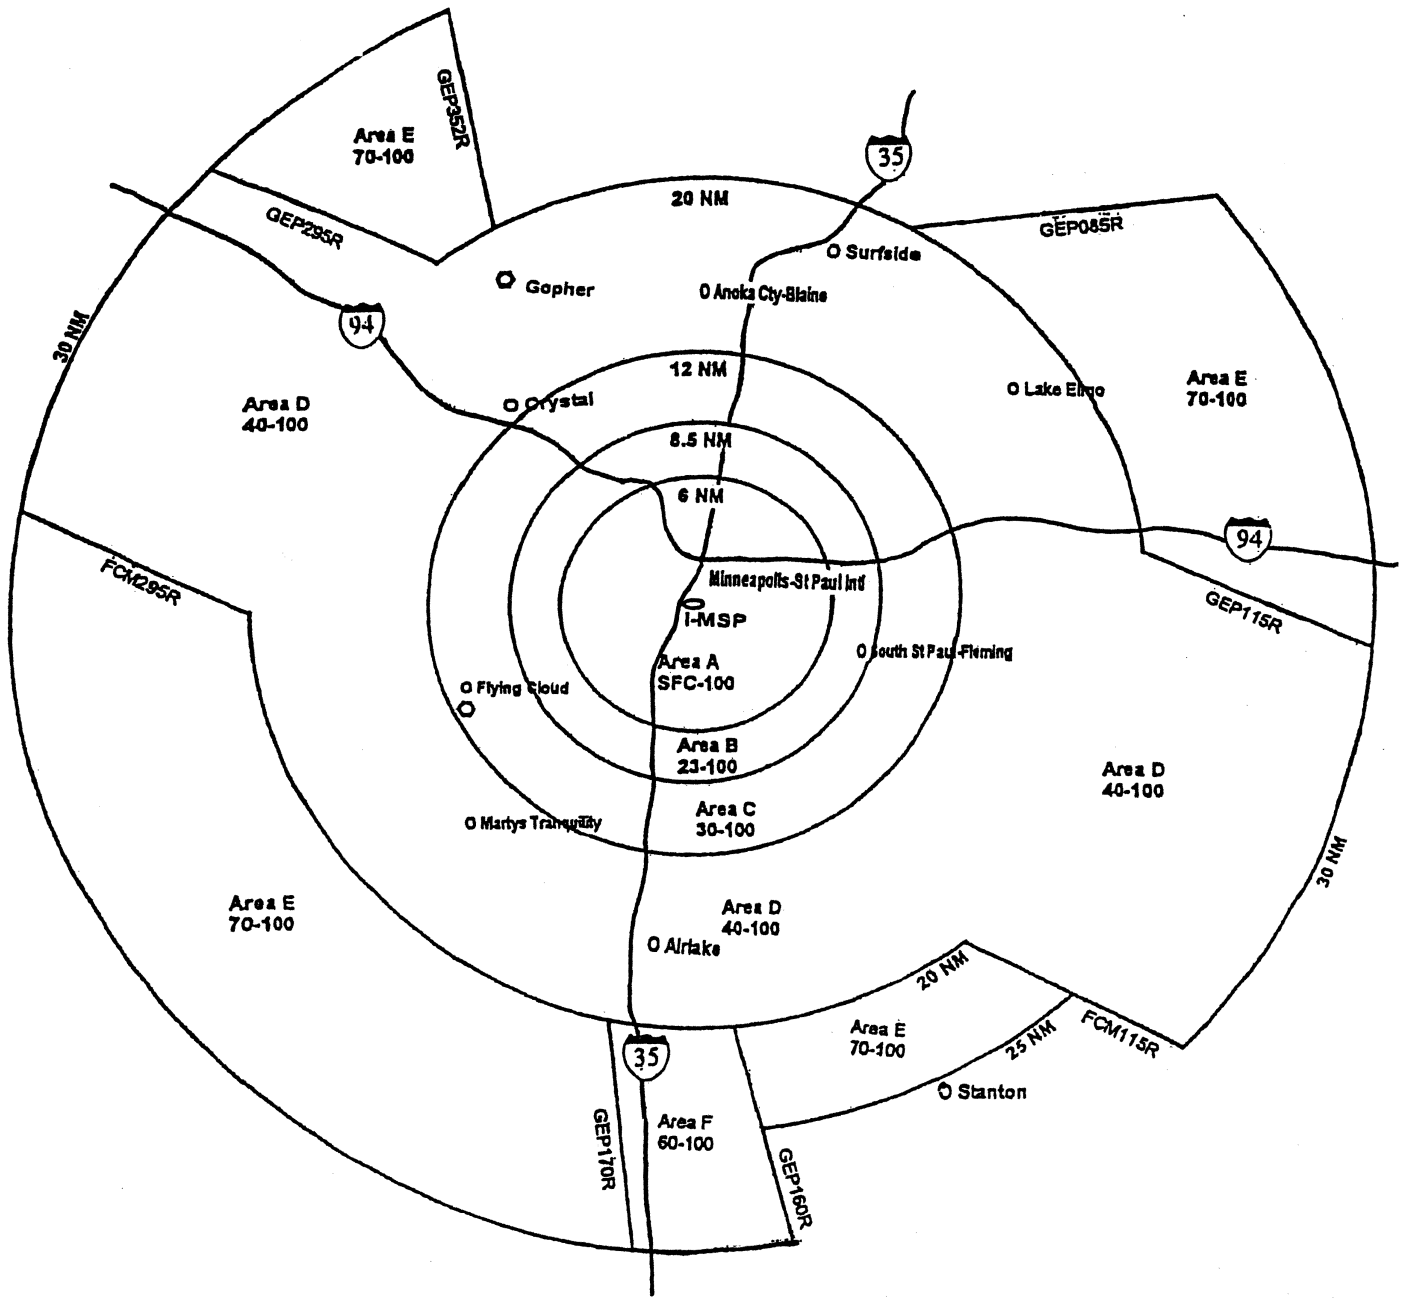 GEP352R
Area E
70-100
35
20 NM
GEP295R
GEP085R
Surfside
Gopher
Anoka Cty-Blaine
94
30 NM
12 NM
Area E
70-100
Lake Elmo
Area D
40-100
Crystal
8.5 NM
6 NM
94
FCM295R
Minneapolis-St Paul Intl
I-MSP
GEP115R
South St Paul-Fleming
Area A
SFC-100
Flying Cloud
Area B
23-100
Area D
40-100
Area C
30-100
Martys Tranquility
30 NM
Area E
70-100
Area D
40-100
Airlake
20 NM
Area E
70-100
25 NM
FCM115R
35
Stanton
Area F
60-100
GEP170R
GEP160R